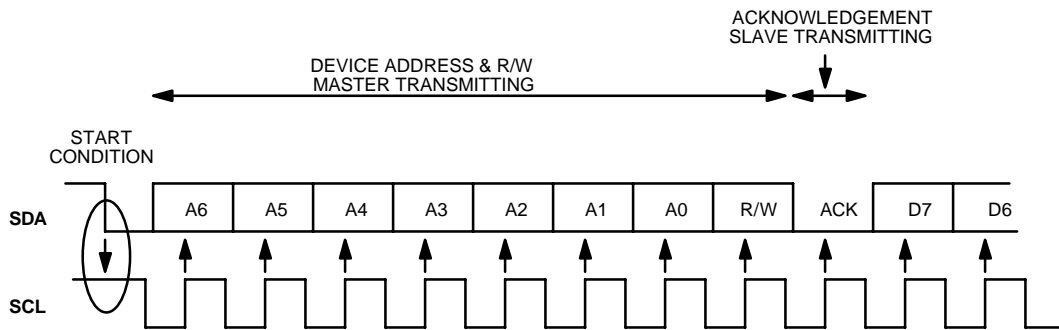 ACKNOWLEDGEMENT
SLAVE TRANSMITTING
DEVICE ADDRESS & R/W
MASTER TRANSMITTING
START
CONDITION
SDA A6 A5 A4 A3 A2 A1 A0 R/W ACK D7 D6
SCL